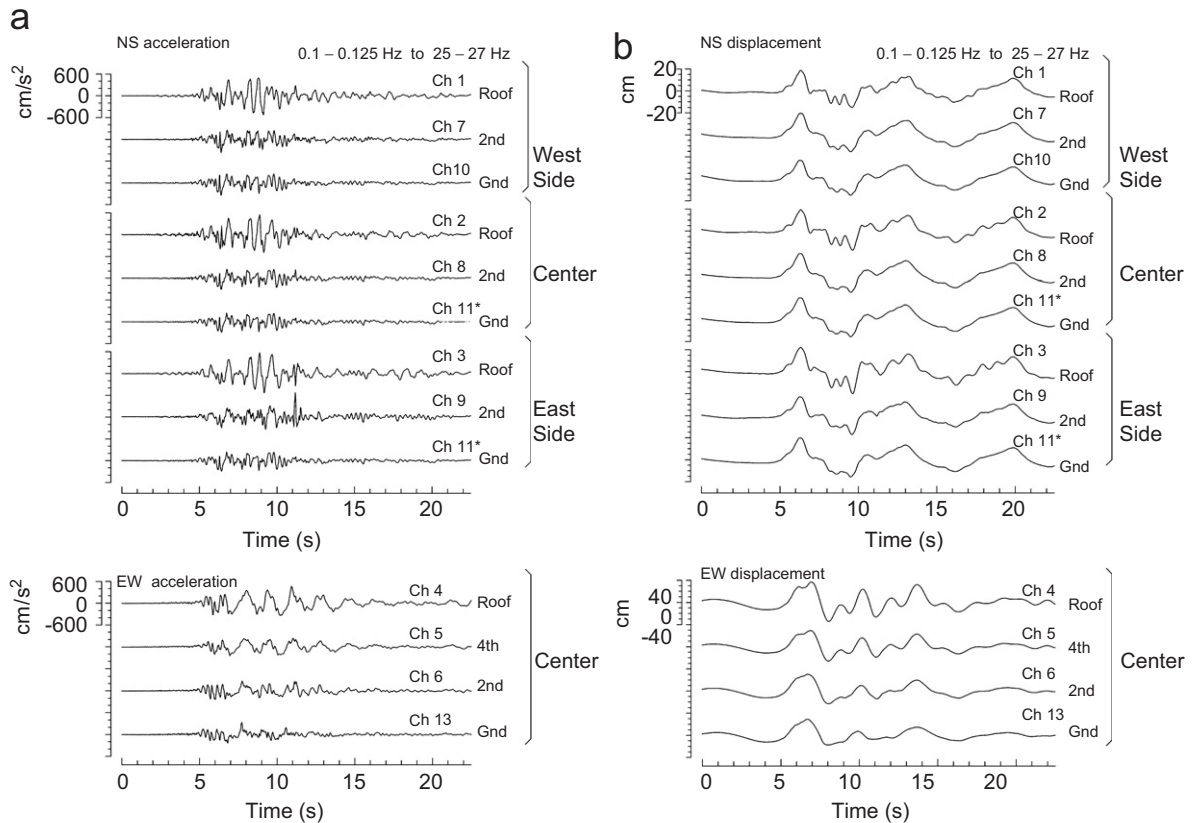 a
NS acceleration
0.1 – 0.125 Hz to 25 – 27 Hz
cm/s²
600
0
-600
Ch 1
Roof
Ch 7
2nd
Ch10
Gnd
West
Side
Ch 2
Roof
Ch 8
2nd
Ch 11*
Gnd
Center
Ch 3
Roof
Ch 9
2nd
Ch 11*
Gnd
East
Side
0 5 10 15 20
Time (s)
EW acceleration
cm/s²
600
0
-600
Ch 4
Roof
Ch 5
4th
Ch 6
2nd
Ch 13
Gnd
Center
0 5 10 15 20
Time (s)
b
NS displacement
0.1 – 0.125 Hz to 25 – 27 Hz
cm
20
0
-20
Ch 1
Roof
Ch 7
2nd
Ch10
Gnd
West
Side
Ch 2
Roof
Ch 8
2nd
Ch 11*
Gnd
Center
Ch 3
Roof
Ch 9
2nd
Ch 11*
Gnd
East
Side
0 5 10 15 20
Time (s)
EW displacement
cm
40
0
-40
Ch 4
Roof
Ch 5
4th
Ch 6
2nd
Ch 13
Gnd
Center
0 5 10 15 20
Time (s)